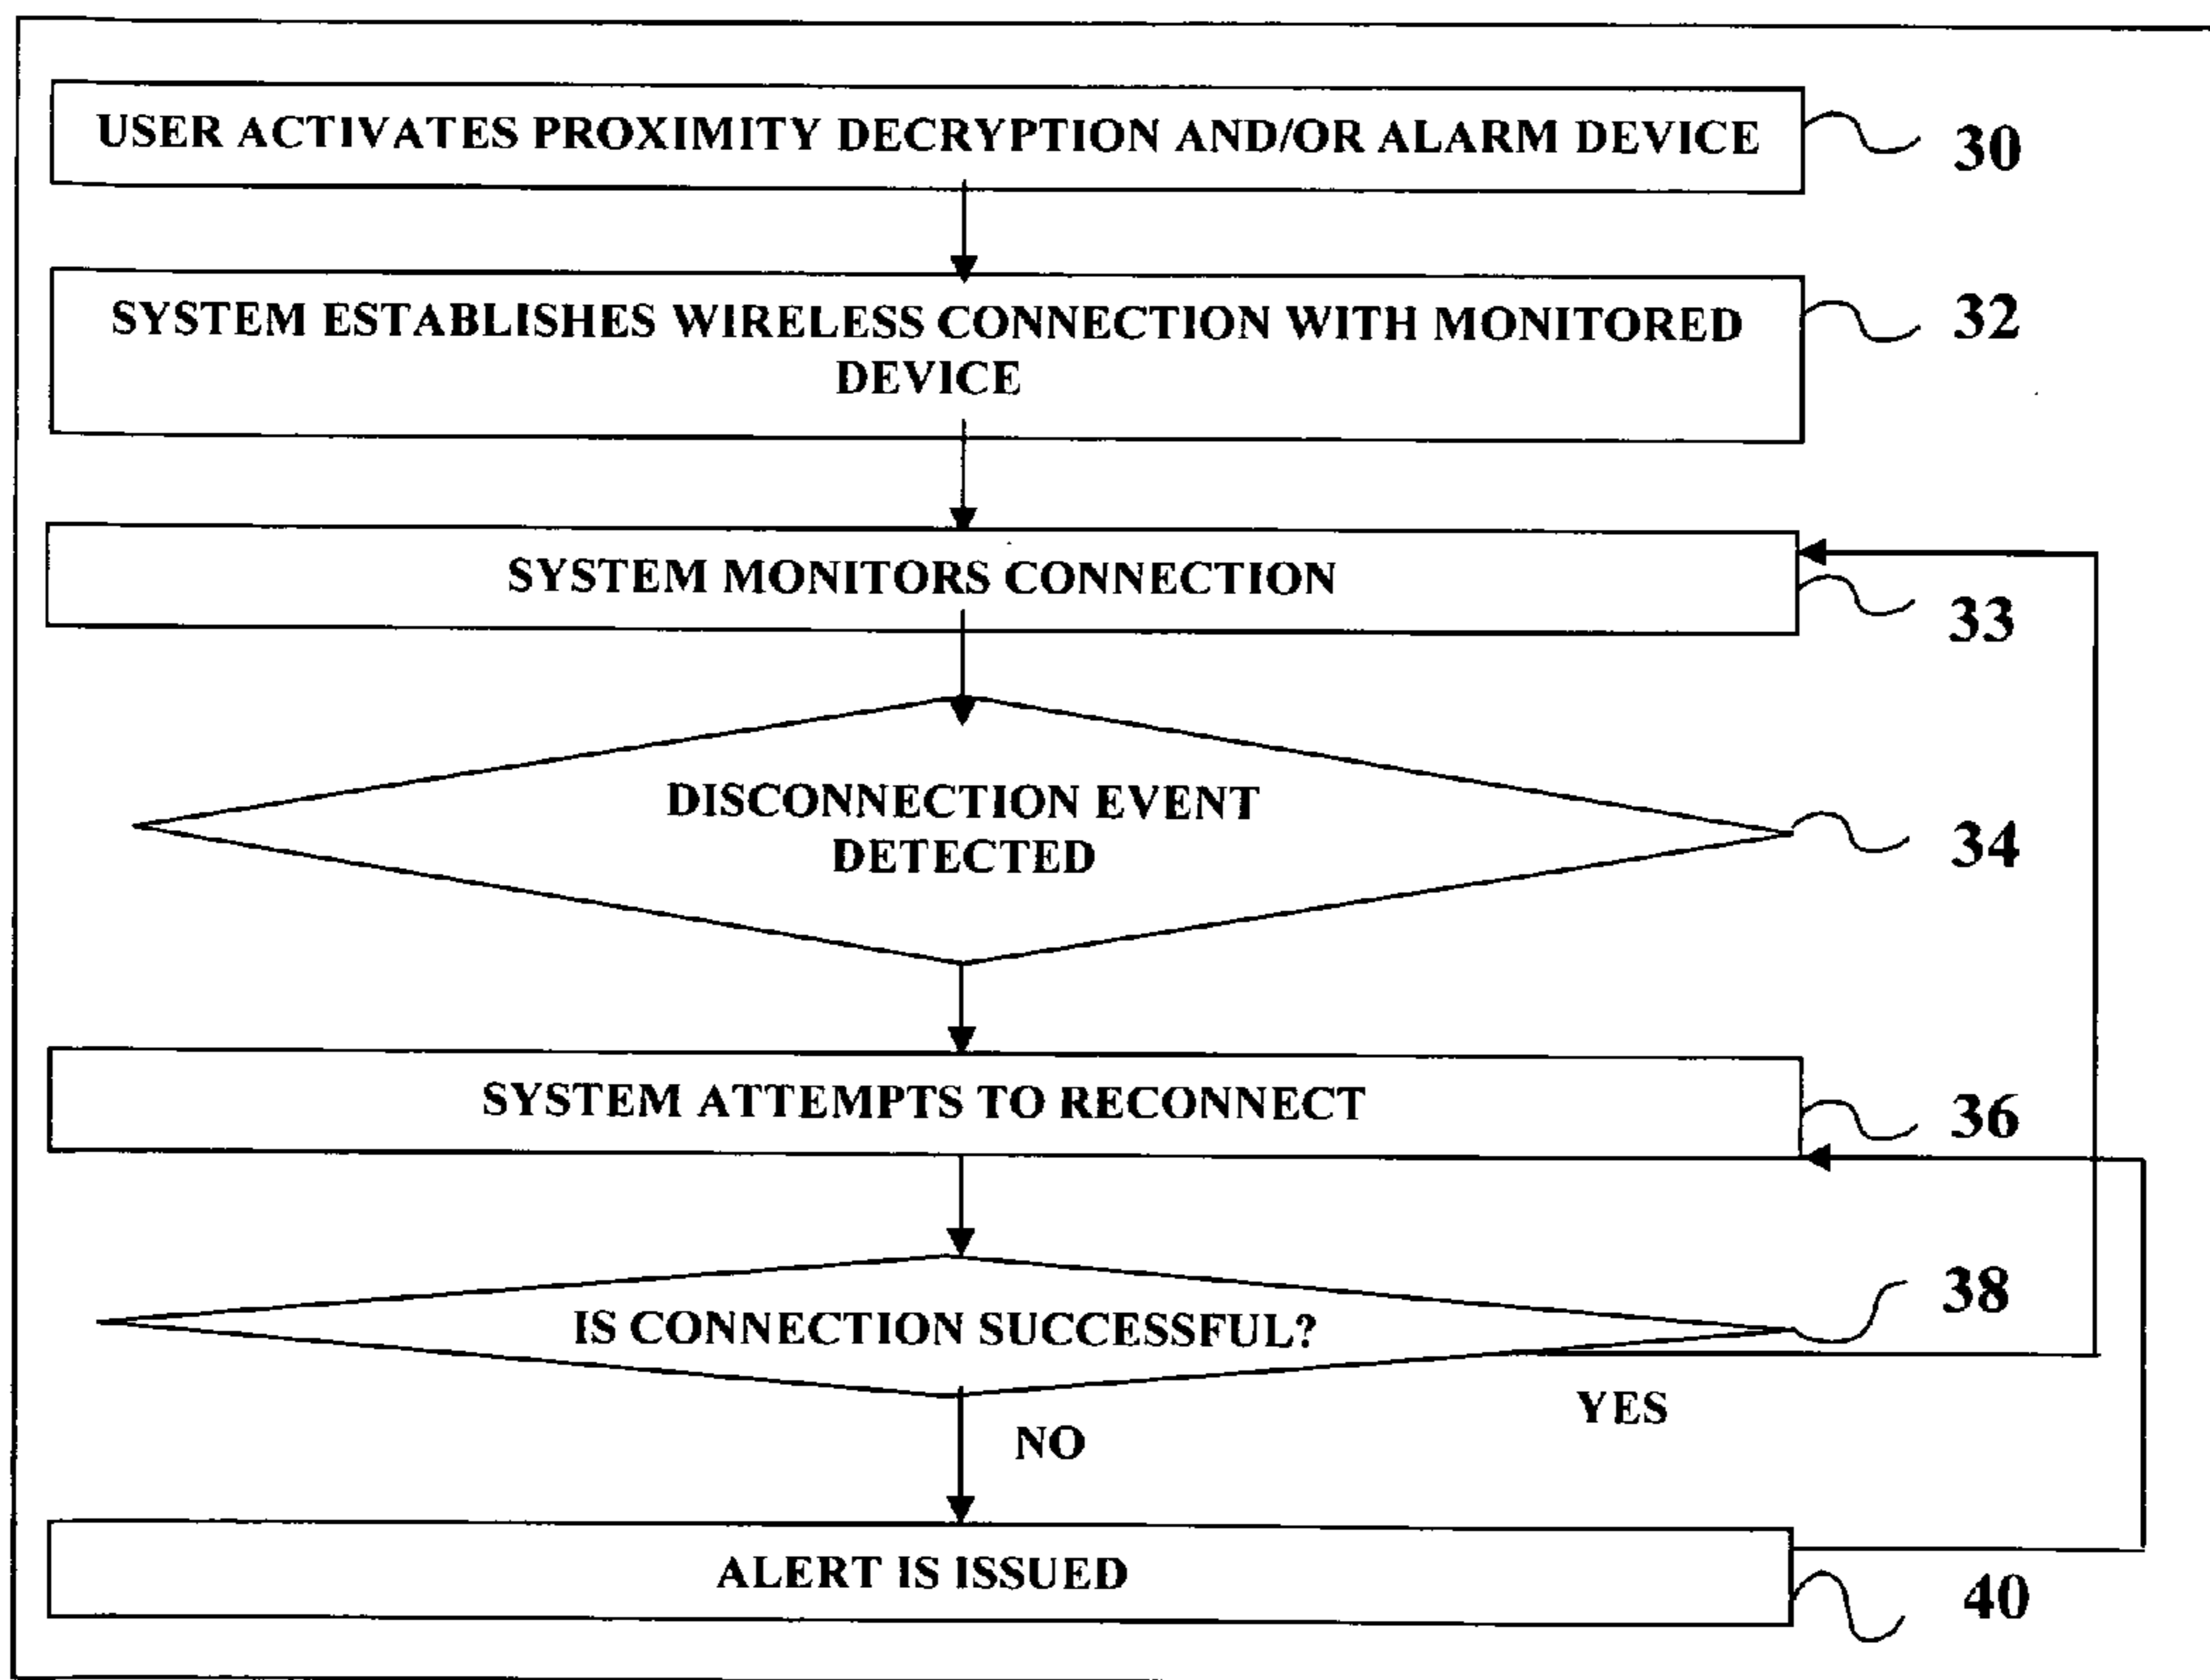 USER ACTIVATES PROXIMITY DECRYPTION AND/OR ALARM DEVICE
30
SYSTEM ESTABLISHES WIRELESS CONNECTION WITH MONITORED
DEVICE
32
SYSTEM MONITORS CONNECTION
33
DISCONNECTION EVENT
DETECTED
34
SYSTEM ATTEMPTS TO RECONNECT
36
IS CONNECTION SUCCESSFUL?
38
YES
NO
ALERT IS ISSUED
40